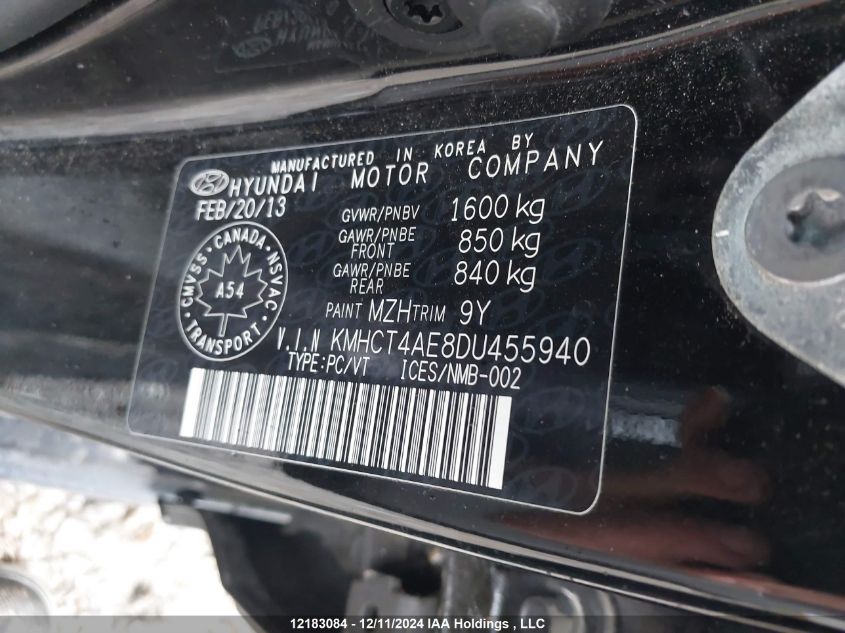 MANUFACTURED IN KOREA BY
HYUNDAI MOTOR COMPANY
FEB/20/13
GVWR/PNBV 1600 kg
GAWR/PNBE FRONT 850 kg
GAWR/PNBE REAR 840 kg
PAINT MZH TRIM 9Y
CMVSS • CANADA • NSVAC
A54
TRANSPORT
V.I.N KMHCT4AE8DU455940
TYPE:PC/VT ICES/NMB-002
12183084 - 12/11/2024 IAA Holdings , LLC